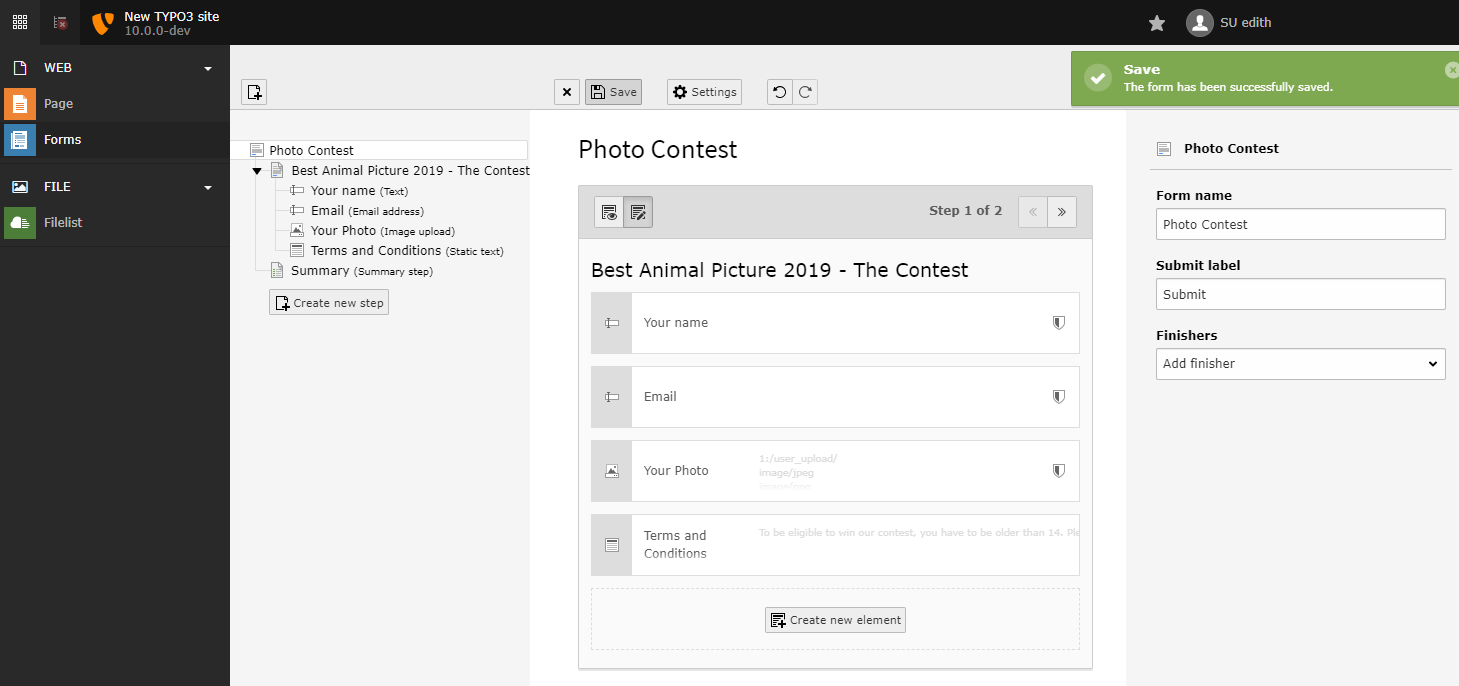 New TYPO3 site
10.0.0-dev
SU edith
WEB
Page
Forms
FILE
Filelist
Save
Settings
Save
The form has been successfully saved.
Photo Contest
Best Animal Picture 2019 - The Contest
Your name (Text)
Email (Email address)
Your Photo (Image upload)
Terms and Conditions (Static text)
Summary (Summary step)
Create new step
Photo Contest
Step 1 of 2
« »
Best Animal Picture 2019 - The Contest
Your name
Email
Your Photo
1:/user_upload/
image/jpeg
image/png
Terms and
Conditions
To be eligible to win our contest, you have to be older than 14. Ple
Create new element
Photo Contest
Form name
Photo Contest
Submit label
Submit
Finishers
Add finisher